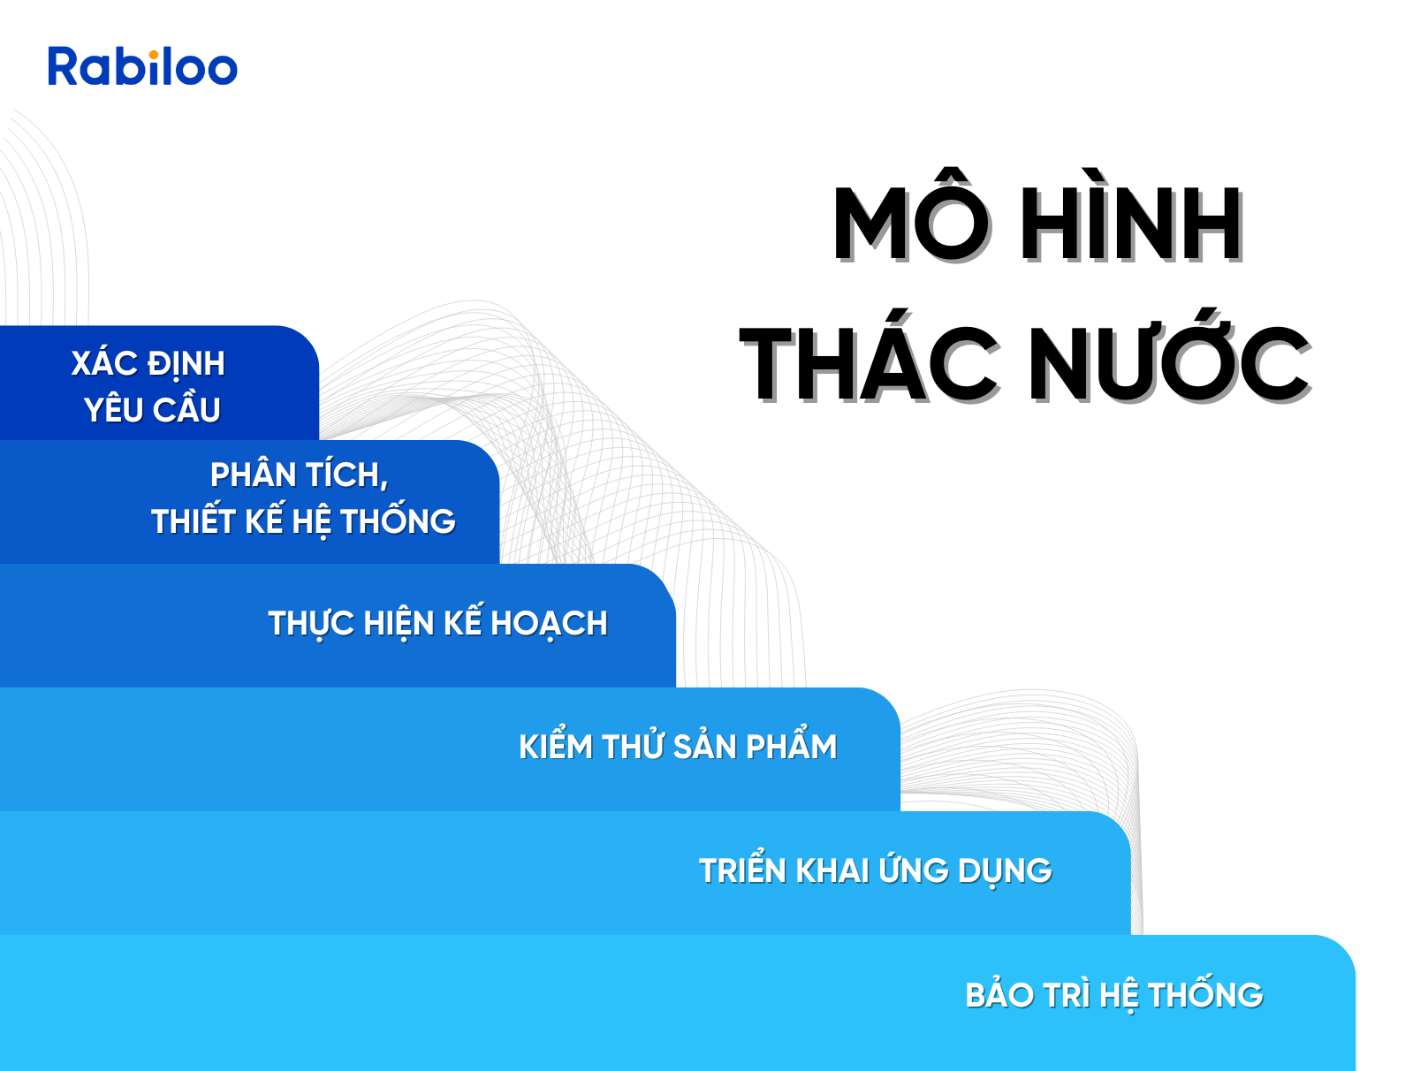 Rabiloo
MÔ HÌNH
THÁC NƯỚC
XÁC ĐỊNH
YÊU CẦU
PHÂN TÍCH,
THIẾT KẾ HỆ THỐNG
THỰC HIỆN KẾ HOẠCH
KIỂM THỬ SẢN PHẨM
TRIỂN KHAI ỨNG DỤNG
BẢO TRÌ HỆ THỐNG